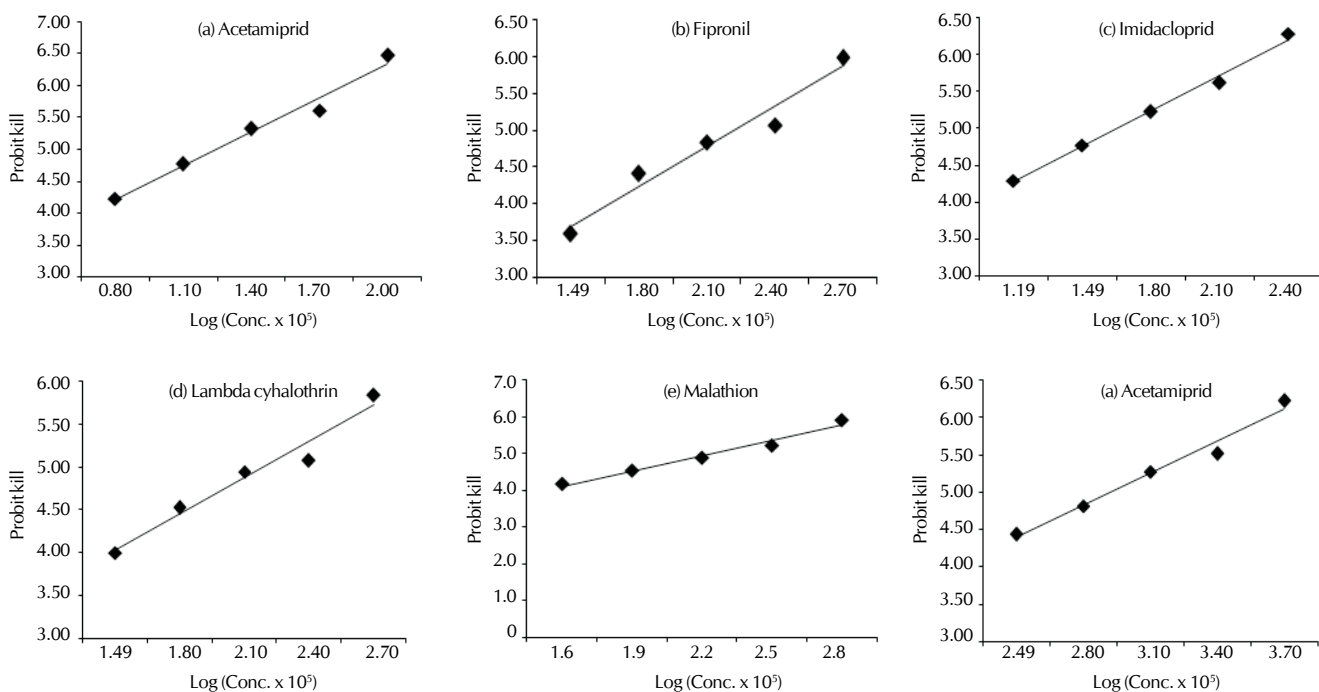 (a) Acetamiprid
7.00
6.50
6.00
5.50
5.00
4.50
4.00
3.50
3.00
Probit kill
0.80 1.10 1.40 1.70 2.00
Log (Conc. x 10⁵)
(b) Fipronil
6.50
6.00
5.50
5.00
4.50
4.00
3.50
3.00
Probit kill
1.49 1.80 2.10 2.40 2.70
Log (Conc. x 10⁵)
(c) Imidacloprid
6.50
6.00
5.50
5.00
4.50
4.00
3.50
3.00
Probit kill
1.19 1.49 1.80 2.10 2.40
Log (Conc. x 10⁵)
(d) Lambda cyhalothrin
6.00
5.50
5.00
4.50
4.00
3.50
3.00
Probit kill
1.49 1.80 2.10 2.40 2.70
Log (Conc. x 10⁵)
(e) Malathion
7.0
6.0
5.0
4.0
3.0
2.0
1.0
0
Probit kill
1.6 1.9 2.2 2.5 2.8
Log (Conc. x 10⁵)
(a) Acetamiprid
6.50
6.00
5.50
5.00
4.50
4.00
3.50
3.00
Probit kill
2.49 2.80 3.10 3.40 3.70
Log (Conc. x 10⁵)